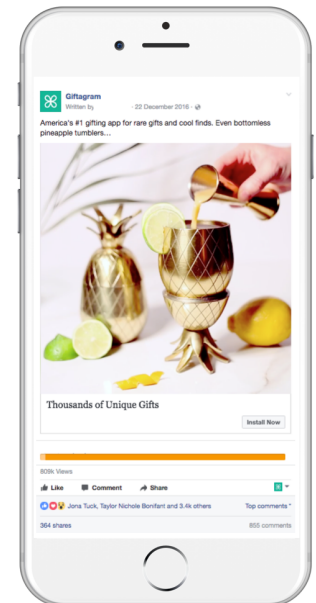 Giftagram
Written by - 22 December 2016 -
America's #1 gifting app for rare gifts and cool finds. Even bottomless
pineapple tumblers...
Thousands of Unique Gifts
Install Now
809k Views
Like Comment Share
Jona Tuck, Taylor Nichole Bonifant and 3.4k others Top comments
364 shares 855 comments